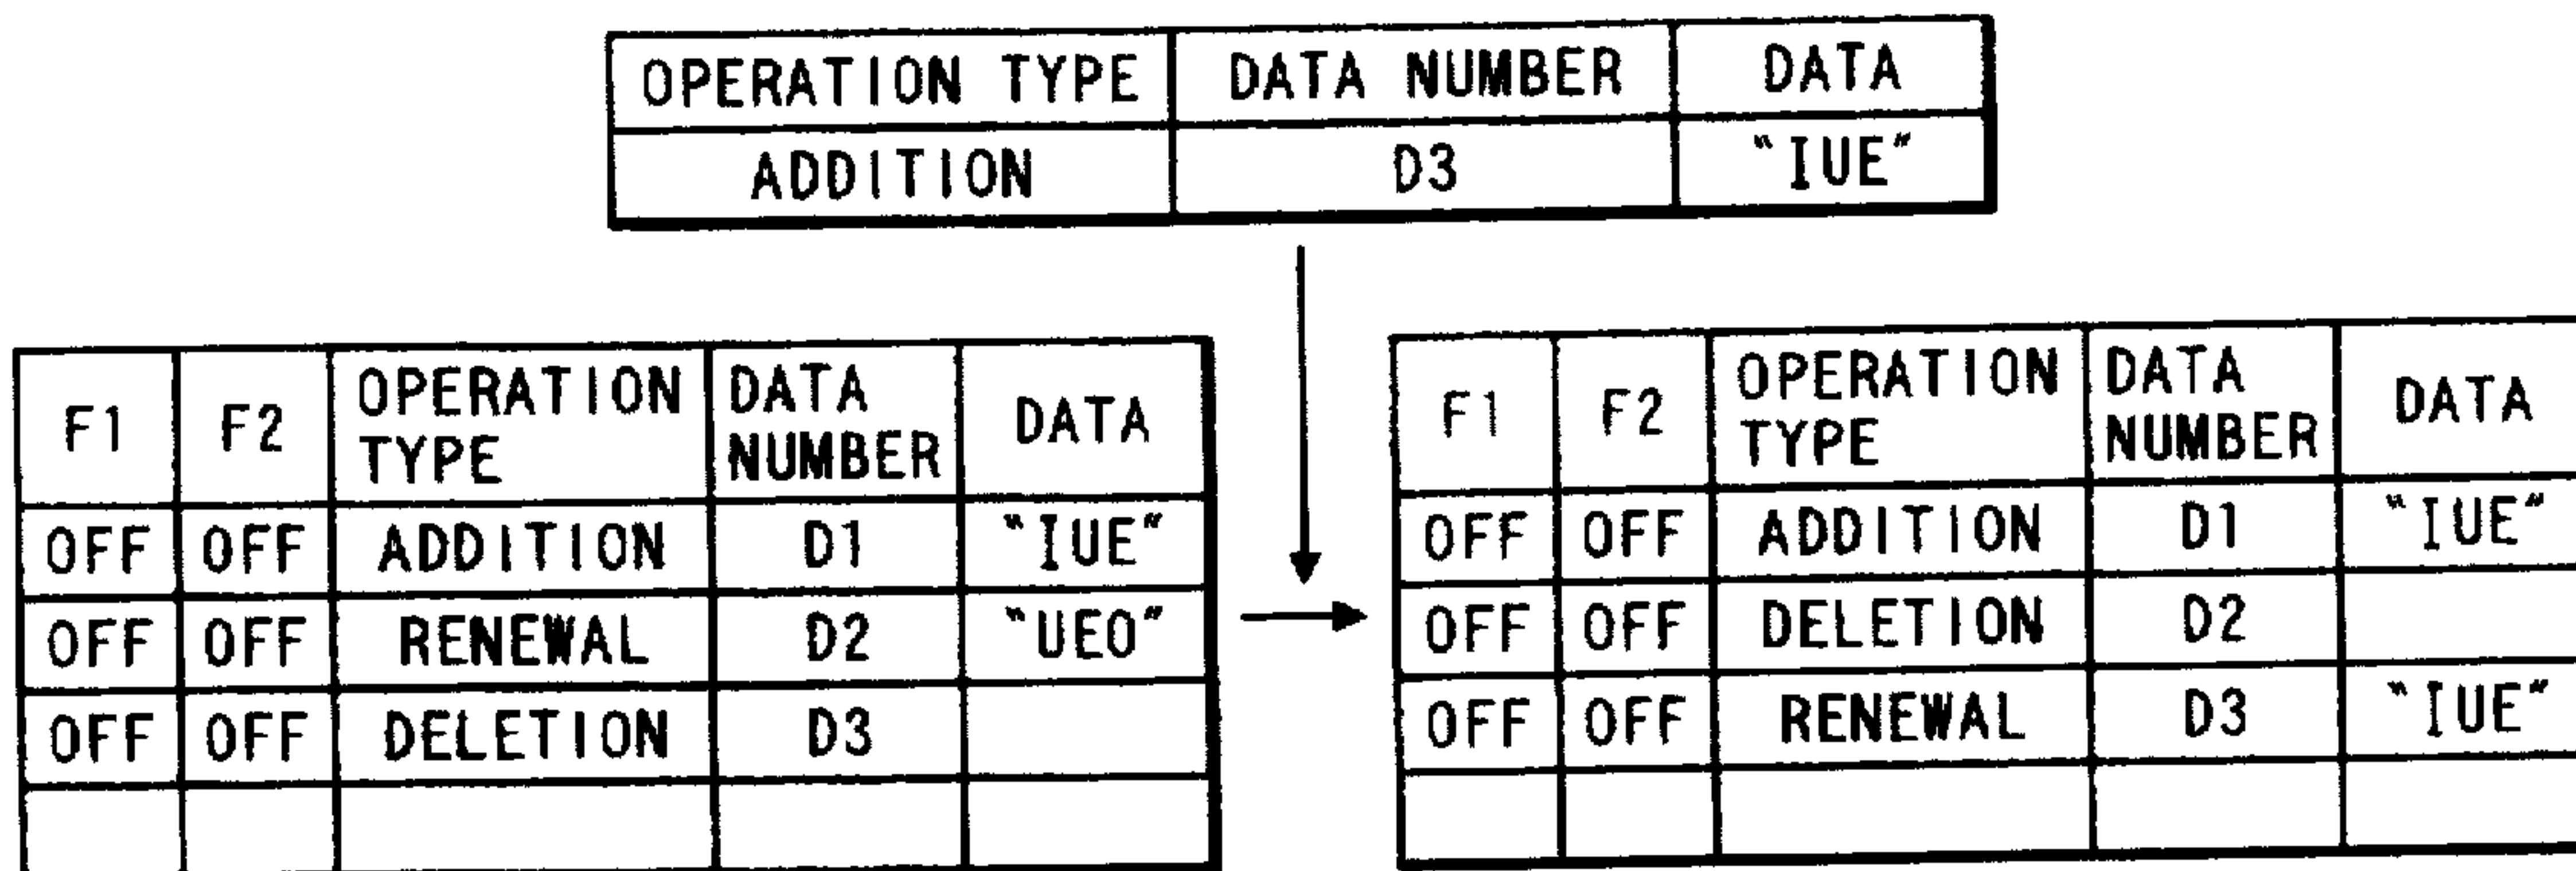 OPERATION TYPE DATA NUMBER DATA
ADDITION D3 "IUE"
F1 F2 OPERATION TYPE DATA NUMBER DATA
OFF OFF ADDITION D1 "IUE"
OFF OFF RENEWAL D2 "UEO"
OFF OFF DELETION D3
F1 F2 OPERATION TYPE DATA NUMBER DATA
OFF OFF ADDITION D1 "IUE"
OFF OFF DELETION D2
OFF OFF RENEWAL D3 "IUE"